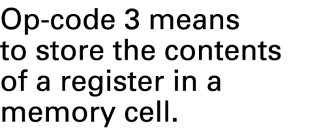 Op-code 3 means
to store the contents
of a register in a
memory cell.